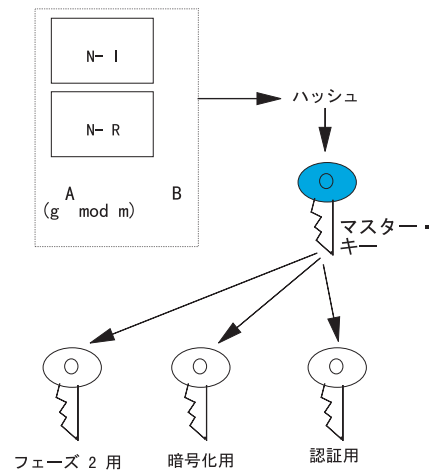 N- I
ハッシュ
N- R
A B
(g mod m)
マスター・
キー
フェーズ 2 用
暗号化用
認証用